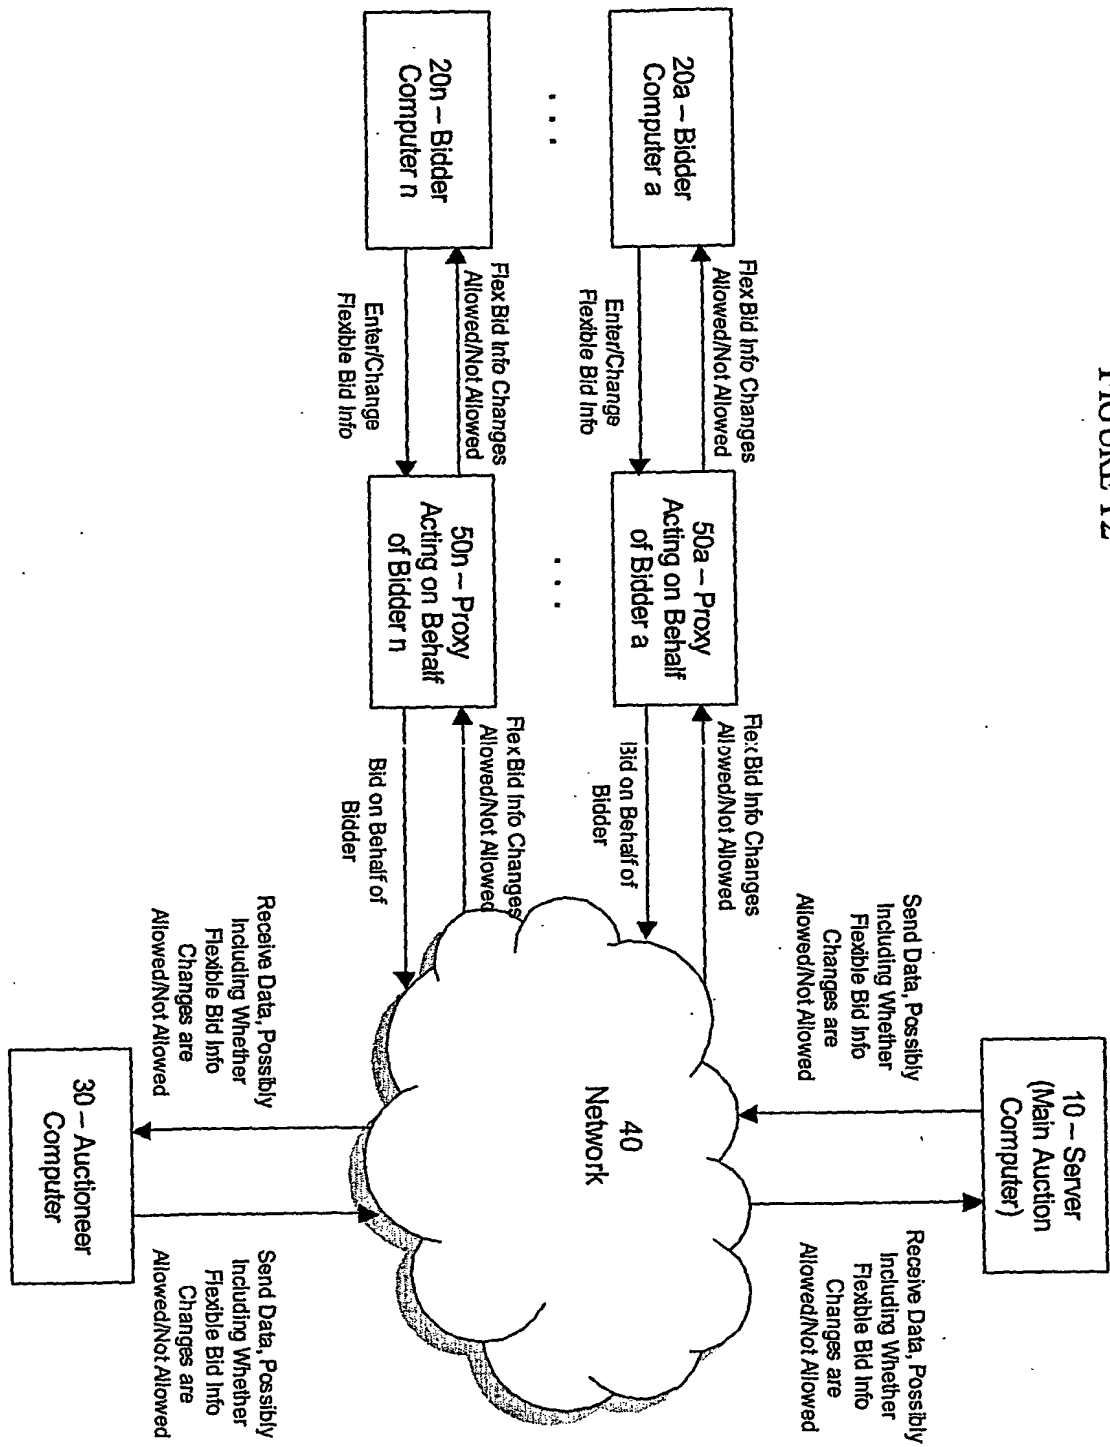 FIGURE 12
10 – Server
(Main Auction
Computer)
Send Data, Possibly
Including Whether
Flexible Bid Info
Changes are
Allowed/Not Allowed
Receive Data, Possibly
Including Whether
Flexible Bid Info
Changes are
Allowed/Not Allowed
20a – Bidder
Computer a
Flex Bid Info Changes
Allowed/Not Allowed
Enter/Change
Flexible Bid Info
50a – Proxy
Acting on Behalf
of Bidder a
Flex Bid Info Changes
Allowed/Not Allowed
Bid on Behalf of
Bidder
40
Network
. . .
. . .
20n – Bidder
Computer n
Flex Bid Info Changes
Allowed/Not Allowed
Enter/Change
Flexible Bid Info
50n – Proxy
Acting on Behalf
of Bidder n
Flex Bid Info Changes
Allowed/Not Allowed
Bid on Behalf of
Bidder
Receive Data, Possibly
Including Whether
Flexible Bid Info
Changes are
Allowed/Not Allowed
Send Data, Possibly
Including Whether
Flexible Bid Info
Changes are
Allowed/Not Allowed
30 – Auctioneer
Computer